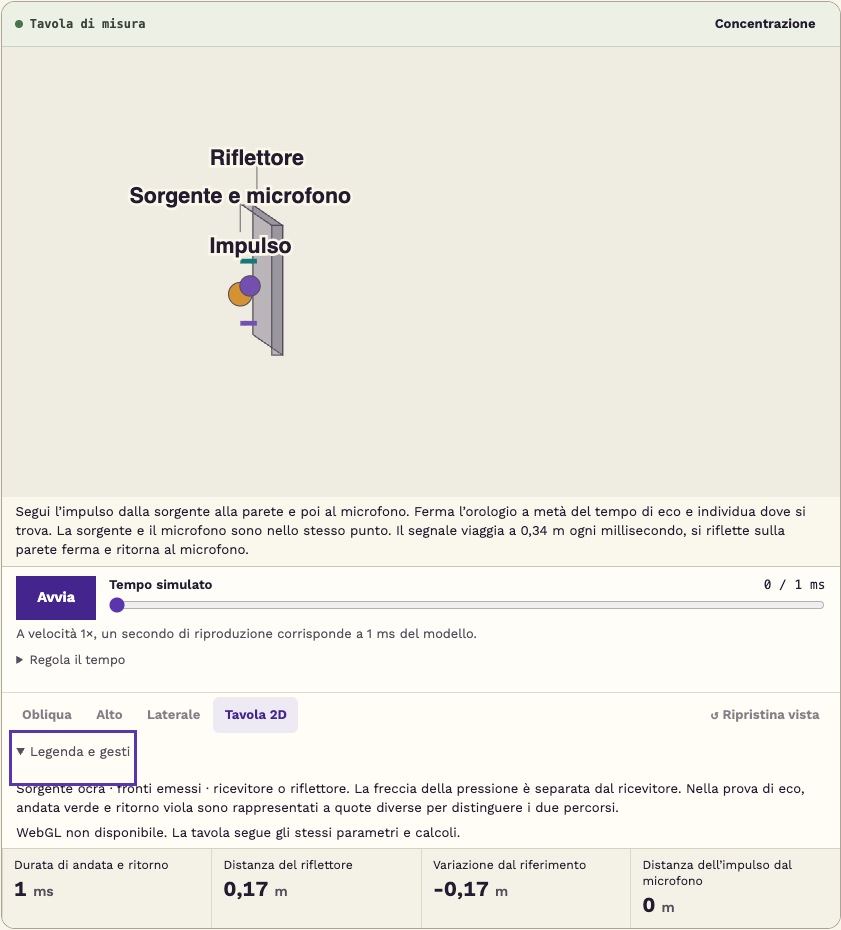 Tavola di misura
Concentrazione
Riflettore
Sorgente e microfono
Impulso
Segui l’impulso dalla sorgente alla parete e poi al microfono. Ferma l’orologio a metà del tempo di eco e individua dove si
trova. La sorgente e il microfono sono nello stesso punto. Il segnale viaggia a 0,34 m ogni millisecondo, si riflette sulla
parete ferma e ritorna al microfono.
Avvia
Tempo simulato
0 / 1 ms
A velocità 1×, un secondo di riproduzione corrisponde a 1 ms del modello.
Regola il tempo
Obliqua
Alto
Laterale
Tavola 2D
↺ Ripristina vista
Legenda e gesti
Sorgente ocra · fronti emessi · ricevitore o riflettore. La freccia della pressione è separata dal ricevitore. Nella prova di eco,
andata verde e ritorno viola sono rappresentati a quote diverse per distinguere i due percorsi.
WebGL non disponibile. La tavola segue gli stessi parametri e calcoli.
Durata di andata e ritorno
1 ms
Distanza del riflettore
0,17 m
Variazione dal riferimento
-0,17 m
Distanza dell’impulso dal
microfono
0 m